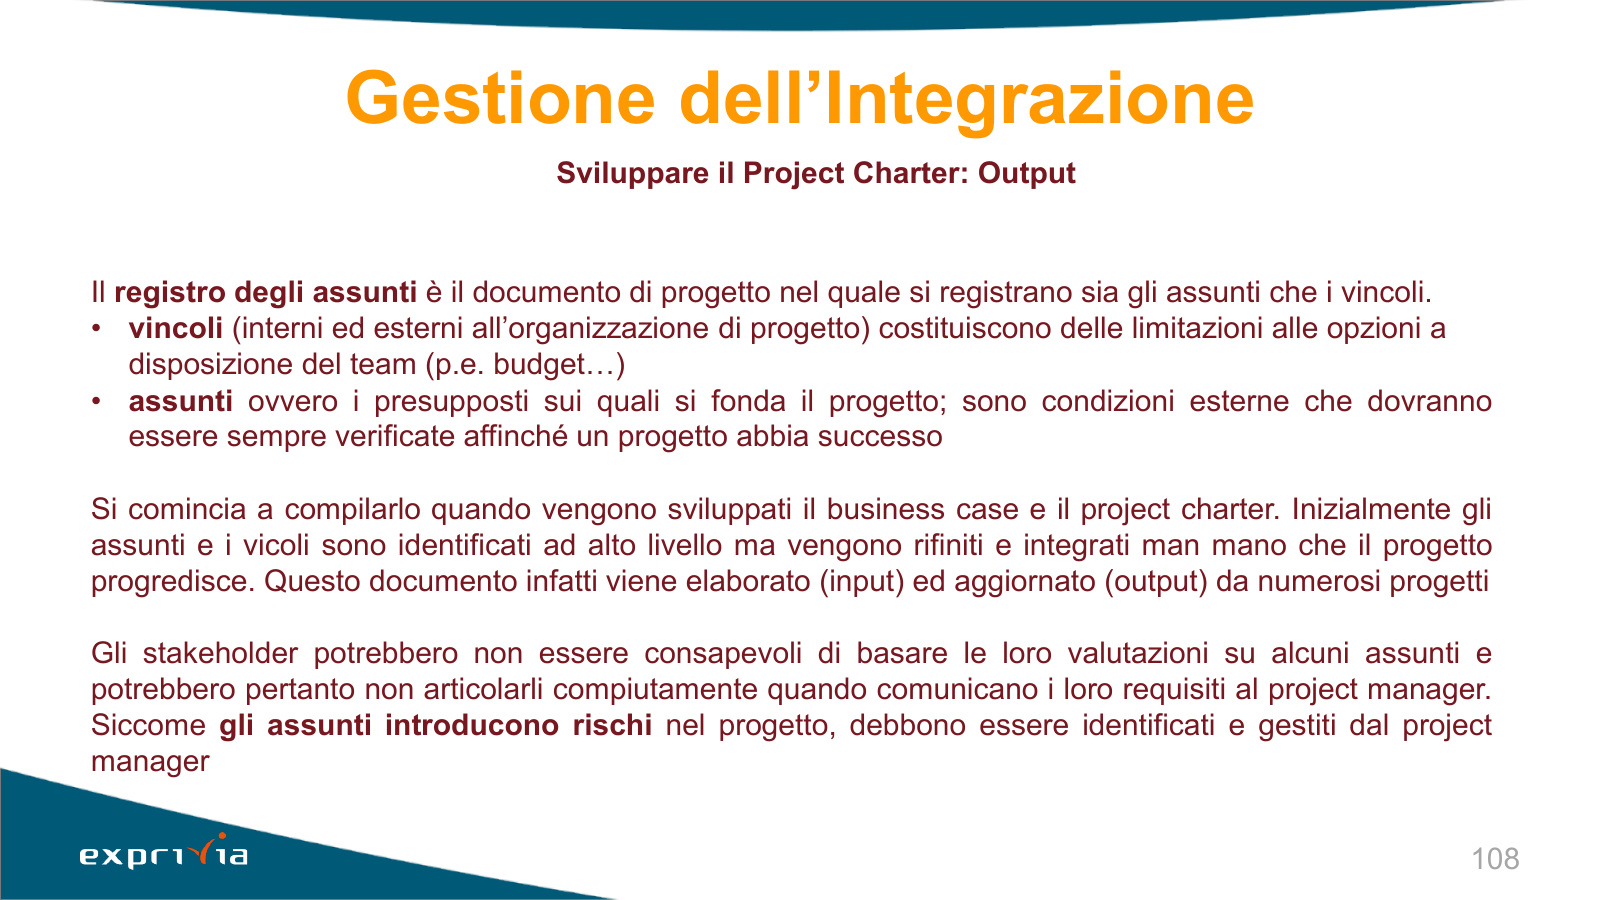 Gestione dell’Integrazione
Sviluppare il Project Charter: Output
Il registro degli assunti è il documento di progetto nel quale si registrano sia gli assunti che i vincoli.
• vincoli (interni ed esterni all’organizzazione di progetto) costituiscono delle limitazioni alle opzioni a
disposizione del team (p.e. budget…)
• assunti ovvero i presupposti sui quali si fonda il progetto; sono condizioni esterne che dovranno
essere sempre verificate affinché un progetto abbia successo
Si comincia a compilarlo quando vengono sviluppati il business case e il project charter. Inizialmente gli
assunti e i vicoli sono identificati ad alto livello ma vengono rifiniti e integrati man mano che il progetto
progredisce. Questo documento infatti viene elaborato (input) ed aggiornato (output) da numerosi progetti
Gli stakeholder potrebbero non essere consapevoli di basare le loro valutazioni su alcuni assunti e
potrebbero pertanto non articolarli compiutamente quando comunicano i loro requisiti al project manager.
Siccome gli assunti introducono rischi nel progetto, debbono essere identificati e gestiti dal project
manager
exprivia
108